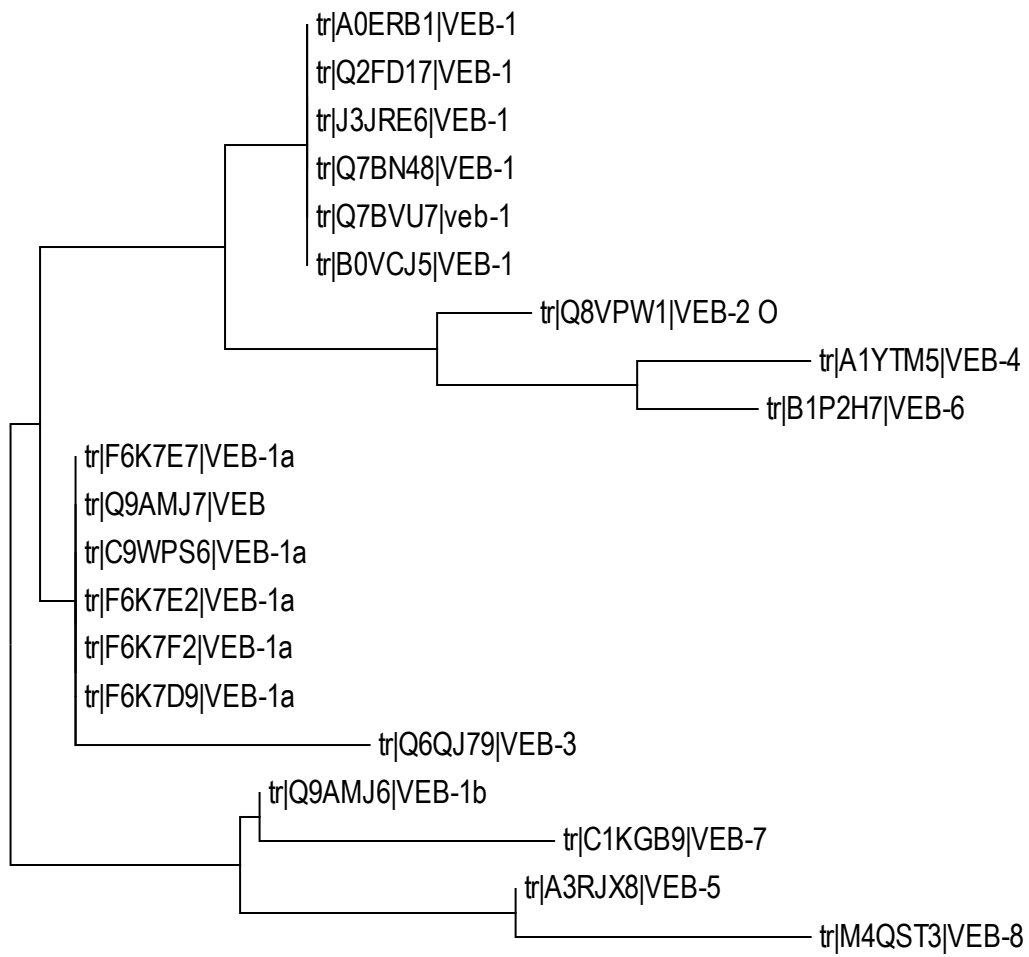 tr|A0ERB1|VEB-1
tr|Q2FD17|VEB-1
tr|J3JRE6|VEB-1
tr|Q7BN48|VEB-1
tr|Q7BVU7|veb-1
tr|B0VCJ5|VEB-1
tr|Q8VPW1|VEB-2 O
tr|A1YTM5|VEB-4
tr|B1P2H7|VEB-6
tr|F6K7E7|VEB-1a
tr|Q9AMJ7|VEB
tr|C9WPS6|VEB-1a
tr|F6K7E2|VEB-1a
tr|F6K7F2|VEB-1a
tr|F6K7D9|VEB-1a
tr|Q6QJ79|VEB-3
tr|Q9AMJ6|VEB-1b
tr|C1KGB9|VEB-7
tr|A3RJX8|VEB-5
tr|M4QST3|VEB-8